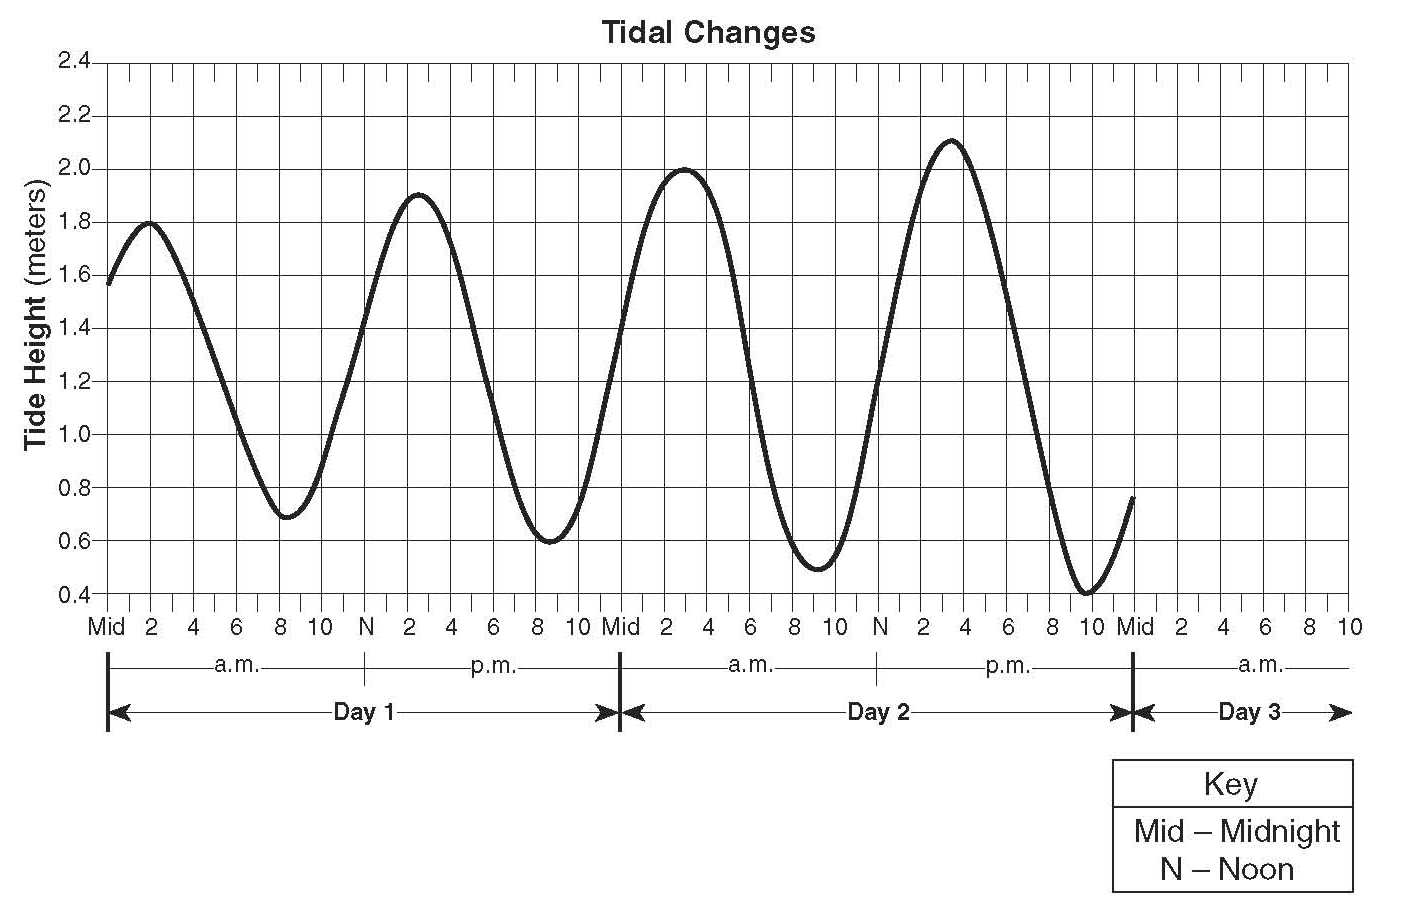 Tidal Changes
Tide Height (meters)
2.4
2.2
2.0
1.8
1.6
1.4
1.2
1.0
0.8
0.6
0.4
Mid 2 4 6 8 10 N 2 4 6 8 10 Mid 2 4 6 8 10 N 2 4 6 8 10 Mid 2 4 6 8 10
a.m. p.m. a.m. p.m. a.m.
Day 1 Day 2 Day 3
Key
Mid – Midnight
N – Noon